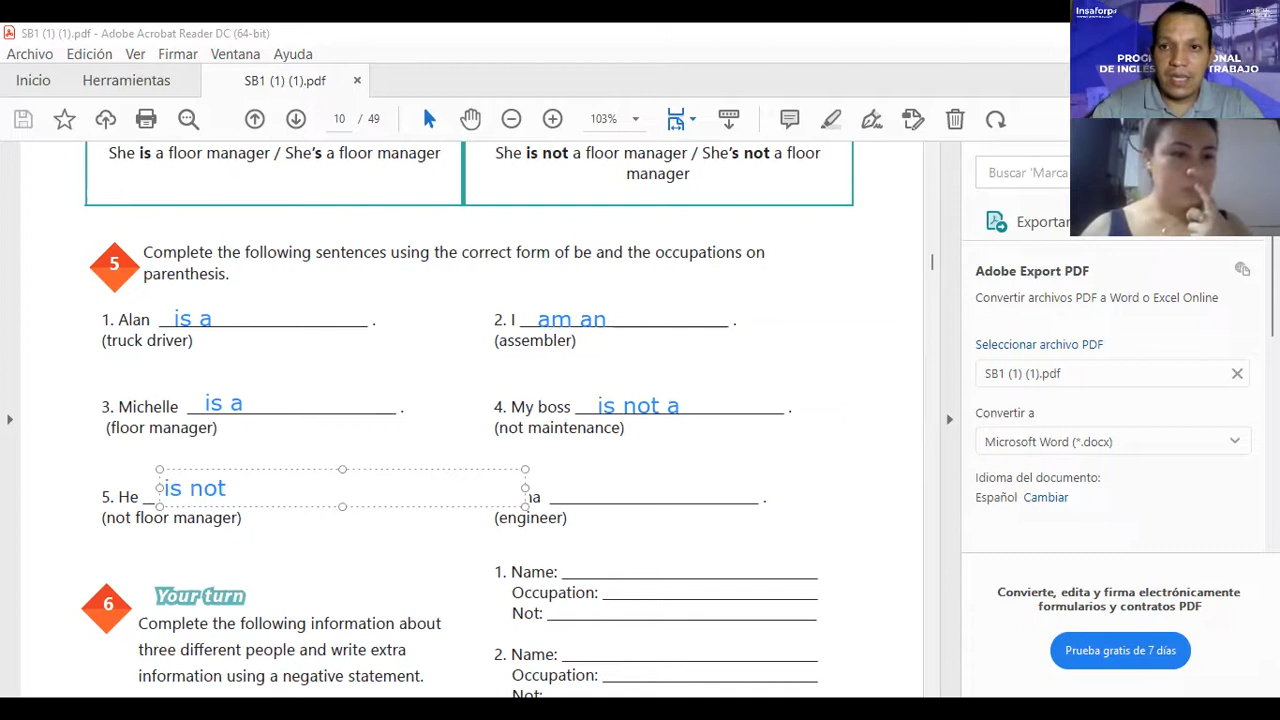 SB1 (1) (1).pdf - Adobe Acrobat Reader DC (64-bit)
Archivo Edición Ver Firmar Ventana Ayuda
Inicio Herramientas SB1 (1) (1).pdf ×
10 / 49 103%
She is a floor manager / She's a floor manager
She is not a floor manager / She's not a floor
manager
5 Complete the following sentences using the correct form of be and the occupations on
parenthesis.
1. Alan is a .
(truck driver)
2. I am an .
(assembler)
3. Michelle is a .
(floor manager)
4. My boss is not a .
(not maintenance)
5. He is not
(not floor manager)
na .
(engineer)
6 Your turn
Complete the following information about
three different people and write extra
information using a negative statement.
1. Name:
Occupation:
Not:
2. Name:
Occupation:
Not:
Insaforp
DE INGLÉS TRABAJO
Buscar 'Marca
Exportar
Adobe Export PDF
Convertir archivos PDF a Word o Excel Online
Seleccionar archivo PDF
SB1 (1) (1).pdf
Convertir a
Microsoft Word (*.docx)
Idioma del documento:
Español Cambiar
Convierte, edita y firma electrónicamente
formularios y contratos PDF
Prueba gratis de 7 días